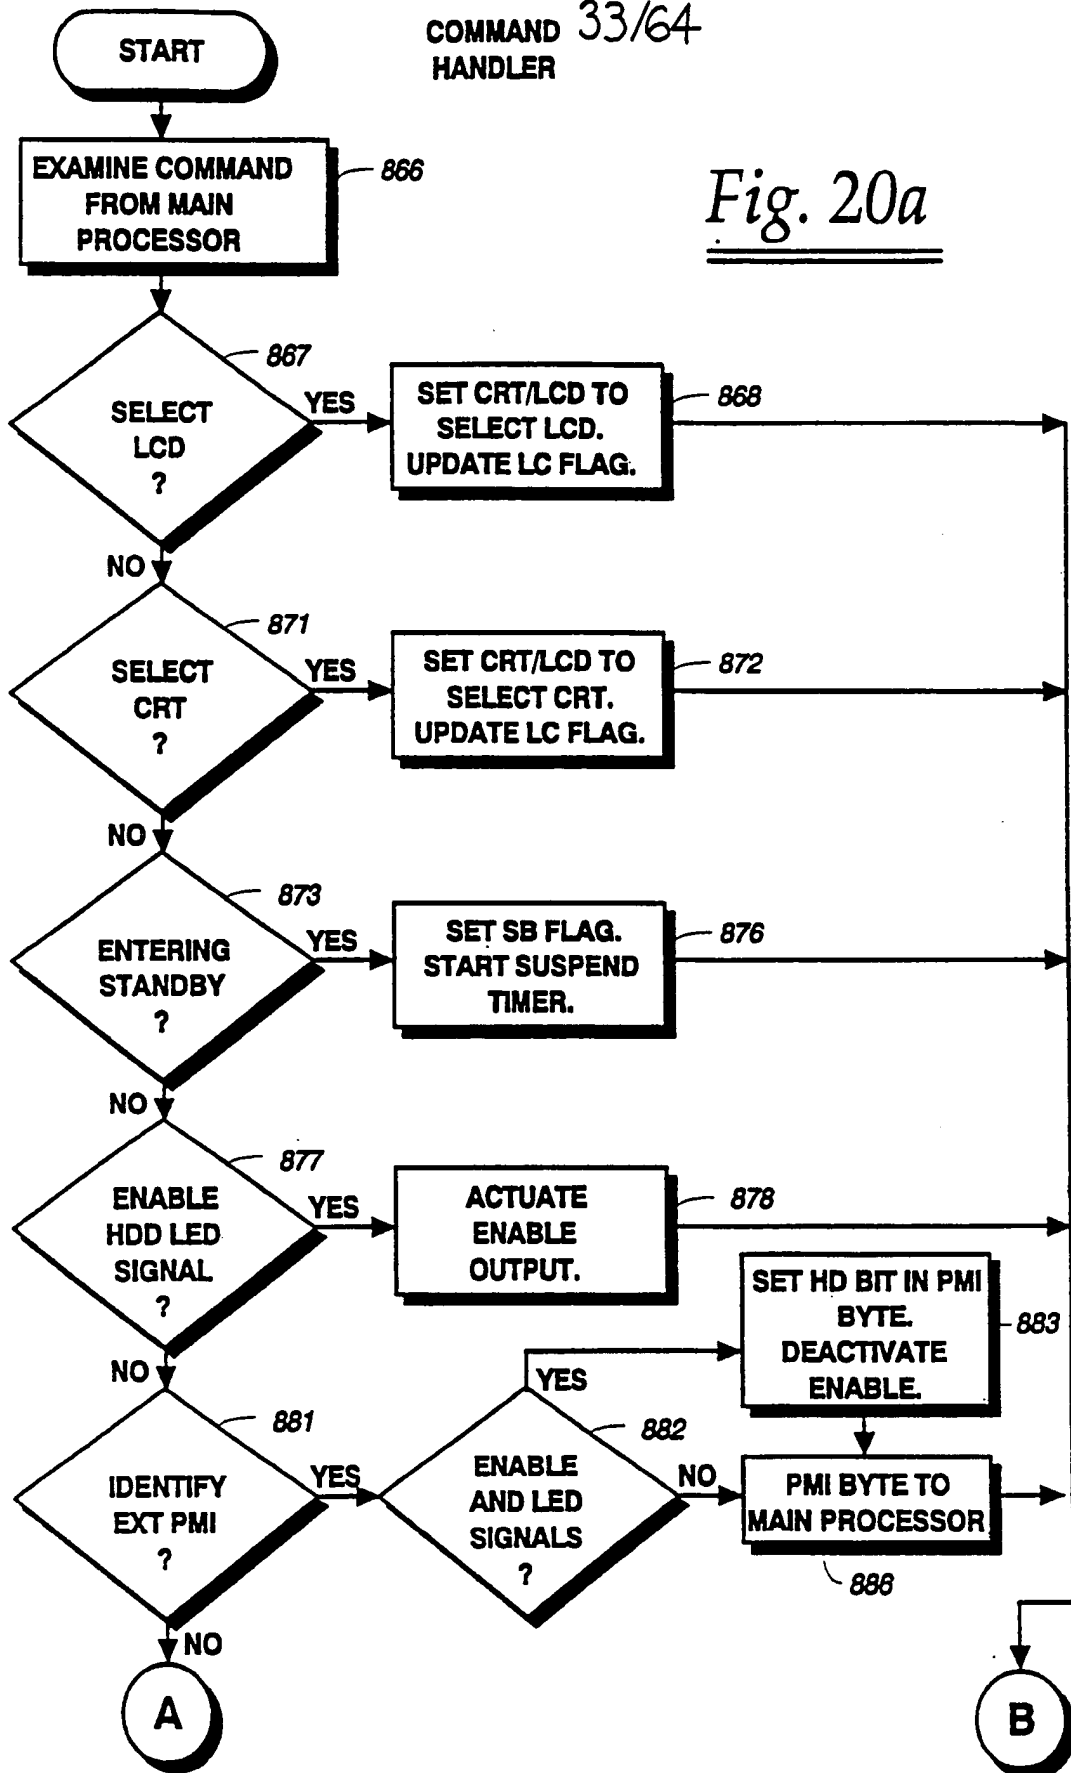 COMMAND 33/64
HANDLER
START
EXAMINE COMMAND
FROM MAIN
PROCESSOR
866
Fig. 20a
867
SELECT
LCD
?
YES
SET CRT/LCD TO
SELECT LCD.
UPDATE LC FLAG.
868
NO
871
SELECT
CRT
?
YES
SET CRT/LCD TO
SELECT CRT.
UPDATE LC FLAG.
872
NO
873
ENTERING
STANDBY
?
YES
SET SB FLAG.
START SUSPEND
TIMER.
876
NO
877
ENABLE
HDD LED
SIGNAL
?
YES
ACTUATE
ENABLE
OUTPUT.
878
SET HD BIT IN PMI
BYTE.
DEACTIVATE
ENABLE.
883
NO
881
IDENTIFY
EXT PMI
?
YES
YES
882
ENABLE
AND LED
SIGNALS
?
NO
PMI BYTE TO
MAIN PROCESSOR
886
NO
A
B